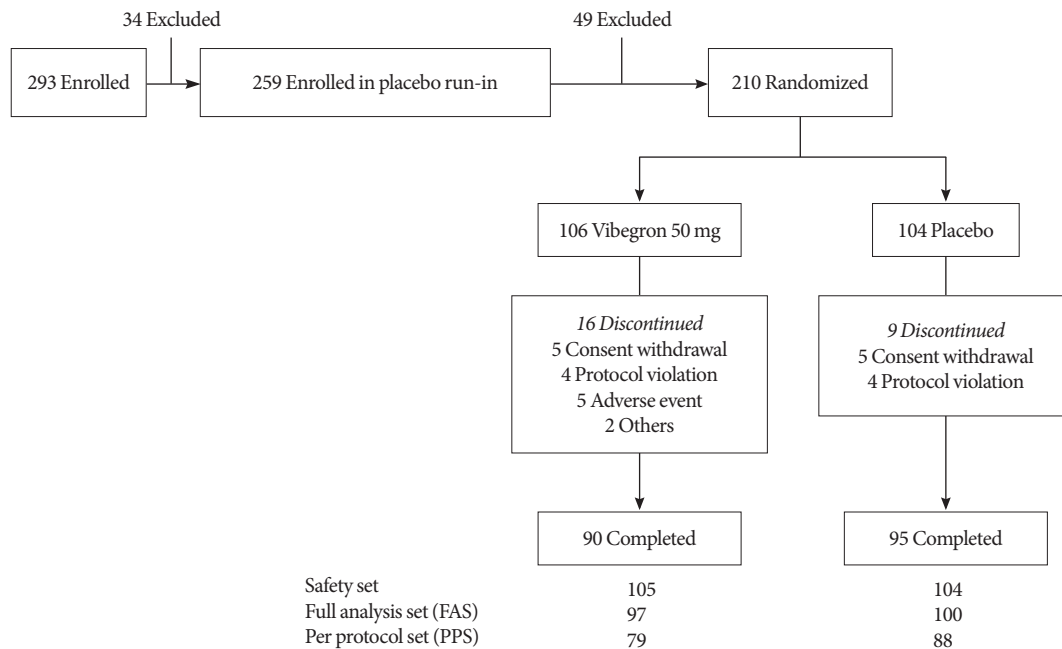 34 Excluded
49 Excluded
293 Enrolled
259 Enrolled in placebo run-in
210 Randomized
106 Vibegron 50 mg
104 Placebo
16 Discontinued
5 Consent withdrawal
4 Protocol violation
5 Adverse event
2 Others
9 Discontinued
5 Consent withdrawal
4 Protocol violation
90 Completed
95 Completed
Safety set 105 104
Full analysis set (FAS) 97 100
Per protocol set (PPS) 79 88